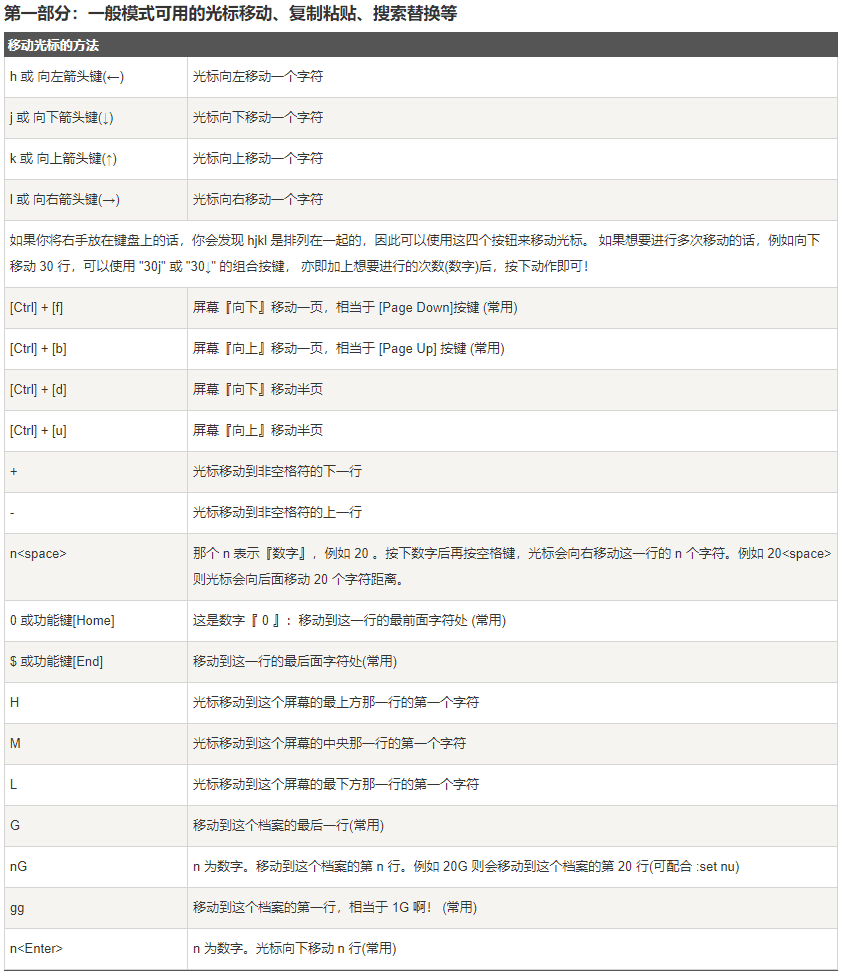 第一部分：一般模式可用的光标移动、复制粘贴、搜索替换等
移动光标的方法
h 或 向左箭头键(←) 光标向左移动一个字符
j 或 向下箭头键(↓) 光标向下移动一个字符
k 或 向上箭头键(↑) 光标向上移动一个字符
l 或 向右箭头键(→) 光标向右移动一个字符
如果你将右手放在键盘上的话，你会发现 hjkl 是排列在一起的，因此可以使用这四个按钮来移动光标。 如果想要进行多次移动的话，例如向下
移动 30 行，可以使用 "30j" 或 "30↓" 的组合按键， 亦即加上想要进行的次数(数字)后，按下动作即可！
[Ctrl] + [f] 屏幕『向下』移动一页，相当于 [Page Down]按键 (常用)
[Ctrl] + [b] 屏幕『向上』移动一页，相当于 [Page Up] 按键 (常用)
[Ctrl] + [d] 屏幕『向下』移动半页
[Ctrl] + [u] 屏幕『向上』移动半页
+ 光标移动到非空格符的下一行
- 光标移动到非空格符的上一行
n<space> 那个 n 表示『数字』，例如 20 。按下数字后再按空格键，光标会向右移动这一行的 n 个字符。例如 20<space>
则光标会向后面移动 20 个字符距离。
0 或功能键[Home] 这是数字『 0 』：移动到这一行的最前面字符处 (常用)
$ 或功能键[End] 移动到这一行的最后面字符处(常用)
H 光标移动到这个屏幕的最上方那一行的第一个字符
M 光标移动到这个屏幕的中央那一行的第一个字符
L 光标移动到这个屏幕的最下方那一行的第一个字符
G 移动到这个档案的最后一行(常用)
nG n 为数字。移动到这个档案的第 n 行。例如 20G 则会移动到这个档案的第 20 行(可配合 :set nu)
gg 移动到这个档案的第一行，相当于 1G 啊！ (常用)
n<Enter> n 为数字。光标向下移动 n 行(常用)